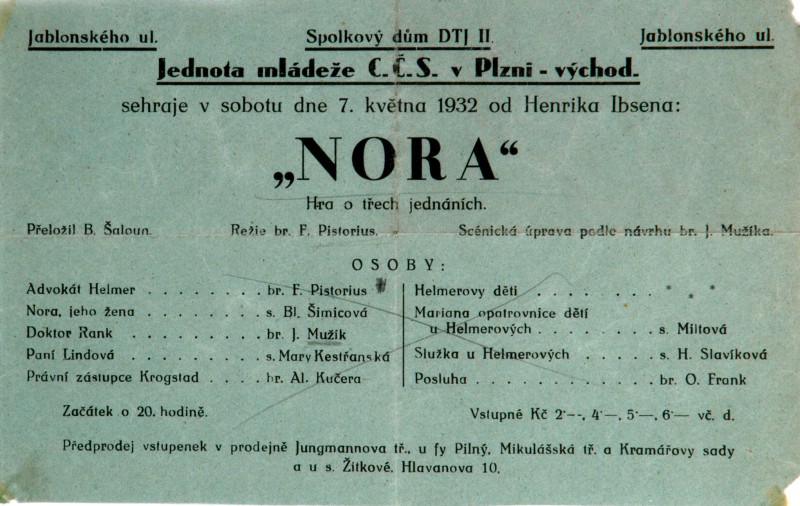 Jablonského ul. Spolkový dům DTJ II. Jablonského ul.
Jednota mládeže C.Č.S. v Plzni - východ.
sehraje v sobotu dne 7. května 1932 od Henrika Ibsena:
„NORA“
Hra o třech jednáních.
Přeložil B. Šaloun. Režie br. F. Pistorius. Scénická úprava podle návrhu br. J. Mužíka.
OSOBY:
Advokát Helmer . . . . . . . . br. F. Pistorius
Nora, jeho žena . . . . . . . . s. Bl. Šimicová
Doktor Rank . . . . . . . . . br. J. Mužík
Paní Lindová . . . . . . . . . s. Mary Kestřanská
Právní zástupce Krogstad . . . . br. Al. Kučera
Helmerovy děti . . . . . . . . * * *
Mariana opatrovnice dětí
u Helmerových . . . . . . . . s. Miltová
Služka u Helmerových . . . . . s. H. Slavíková
Posluha . . . . . . . . . . . . br. O. Frank
Začátek o 20. hodině. Vstupné Kč 2·--, 4·—, 5·—, 6·— vč. d.
Předprodej vstupenek v prodejně Jungmannova tř., u fy Pilný, Mikulášská tř. a Kramářovy sady
a u s. Žitkové, Hlavanova 10.